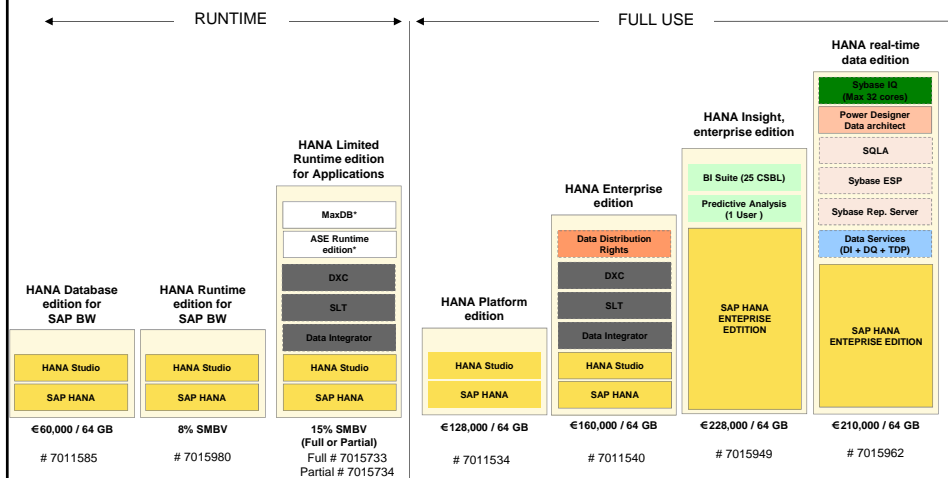 RUNTIME
FULL USE
HANA Database
edition for
SAP BW
HANA Studio
SAP HANA
€60,000 / 64 GB
# 7011585
HANA Runtime
edition for
SAP BW
HANA Studio
SAP HANA
8% SMBV
# 7015980
HANA Limited
Runtime edition
for Applications
MaxDB*
ASE Runtime
edition*
DXC
SLT
Data Integrator
HANA Studio
SAP HANA
15% SMBV
(Full or Partial)
Full # 7015733
Partial # 7015734
HANA Platform
edition
HANA Studio
SAP HANA
€128,000 / 64 GB
# 7011534
HANA Enterprise
edition
Data Distribution
Rights
DXC
SLT
Data Integrator
HANA Studio
SAP HANA
€160,000 / 64 GB
# 7011540
HANA Insight,
enterprise edition
BI Suite (25 CSBL)
Predictive Analysis
(1 User )
SAP HANA
ENTEPRISE
EDTITION
€228,000 / 64 GB
# 7015949
HANA real-time
data edition
Sybase IQ
(Max 32 cores)
Power Designer
Data architect
SQLA
Sybase ESP
Sybase Rep. Server
Data Services
(DI + DQ + TDP)
SAP HANA
ENTEPRISE EDITION
€210,000 / 64 GB
# 7015962